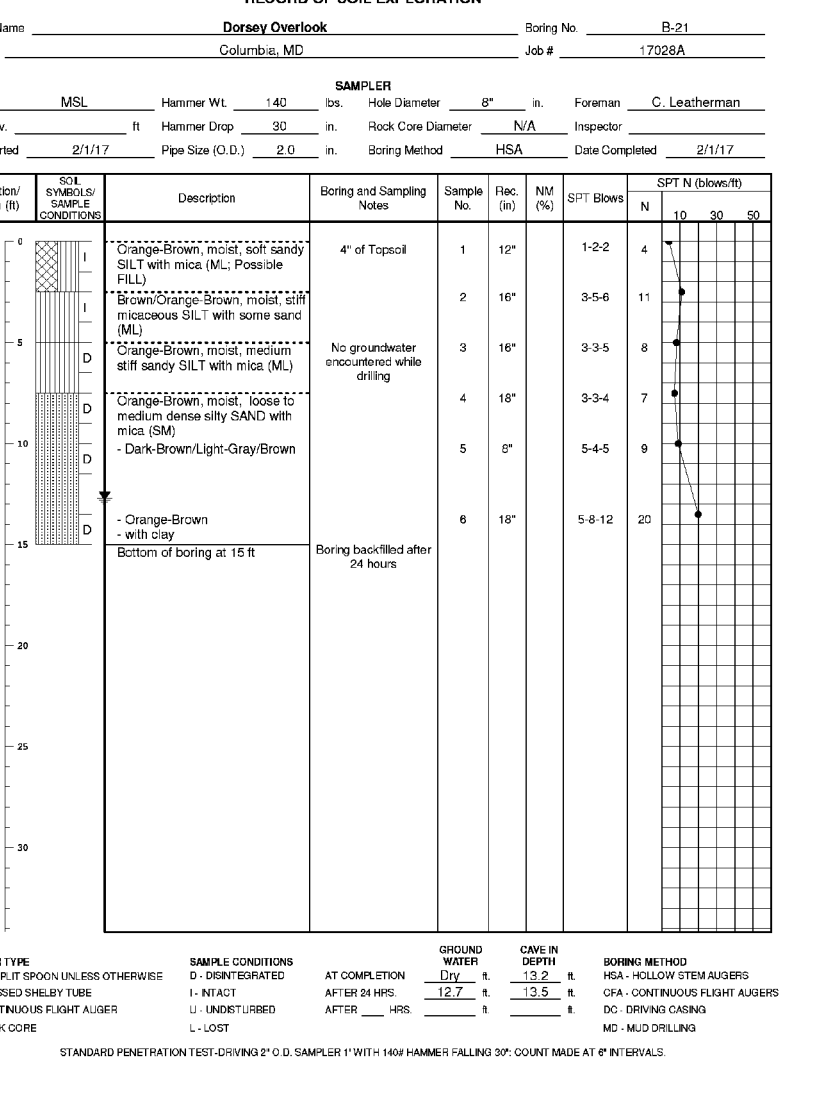 RECORD OF SOIL EXPLORATION
Name Dorsey Overlook Boring No. B-21
Columbia, MD Job # 17028A
SAMPLER
MSL Hammer Wt. 140 lbs. Hole Diameter 8" in. Foreman C. Leatherman
ft Hammer Drop 30 in. Rock Core Diameter N/A Inspector
2/1/17 Pipe Size (O.D.) 2.0 in. Boring Method HSA Date Completed 2/1/17
SOIL SYMBOLS/ SAMPLE CONDITIONS Description Boring and Sampling Notes Sample No. Rec. (in) NM (%) SPT Blows SPT N (blows/ft)
(ft) N 10 30 50
0 I Orange-Brown, moist, soft sandy 4" of Topsoil 1 12" 1-2-2 4
SILT with mica (ML; Possible
FILL)
I Brown/Orange-Brown, moist, stiff 2 16" 3-5-6 11
micaceous SILT with some sand
(ML)
5 D Orange-Brown, moist, medium No groundwater 3 16" 3-3-5 8
stiff sandy SILT with mica (ML) encountered while
drilling
D Orange-Brown, moist, loose to 4 18" 3-3-4 7
medium dense silty SAND with
mica (SM)
10 D - Dark-Brown/Light-Gray/Brown 5 8" 5-4-5 9
D - Orange-Brown 6 18" 5-8-12 20
- with clay
15 Bottom of boring at 15 ft Boring backfilled after
24 hours
20
25
30
GROUND WATER CAVE IN DEPTH
TYPE SAMPLE CONDITIONS BORING METHOD
PLIT SPOON UNLESS OTHERWISE D - DISINTEGRATED AT COMPLETION Dry ft. 13.2 ft. HSA - HOLLOW STEM AUGERS
SSED SHELBY TUBE I - INTACT AFTER 24 HRS. 12.7 ft. 13.5 ft. CFA - CONTINUOUS FLIGHT AUGERS
TINUOUS FLIGHT AUGER U - UNDISTURBED AFTER ____ HRS. ft. ft. DC - DRIVING CASING
K CORE L - LOST MD - MUD DRILLING
STANDARD PENETRATION TEST-DRIVING 2" O.D. SAMPLER 1' WITH 140# HAMMER FALLING 30": COUNT MADE AT 6" INTERVALS.